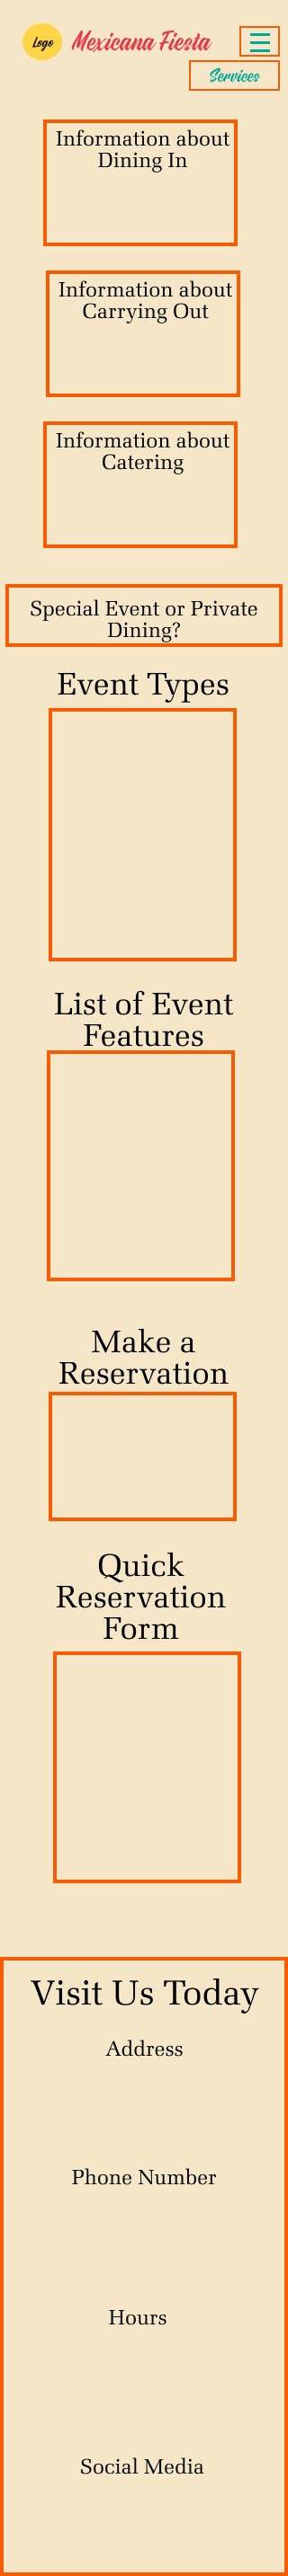 Logo
Mexicana Fiesta
Services
Information about
Dining In
Information about
Carrying Out
Information about
Catering
Special Event or Private
Dining?
Event Types
List of Event
Features
Make a
Reservation
Quick
Reservation
Form
Visit Us Today
Address
Phone Number
Hours
Social Media